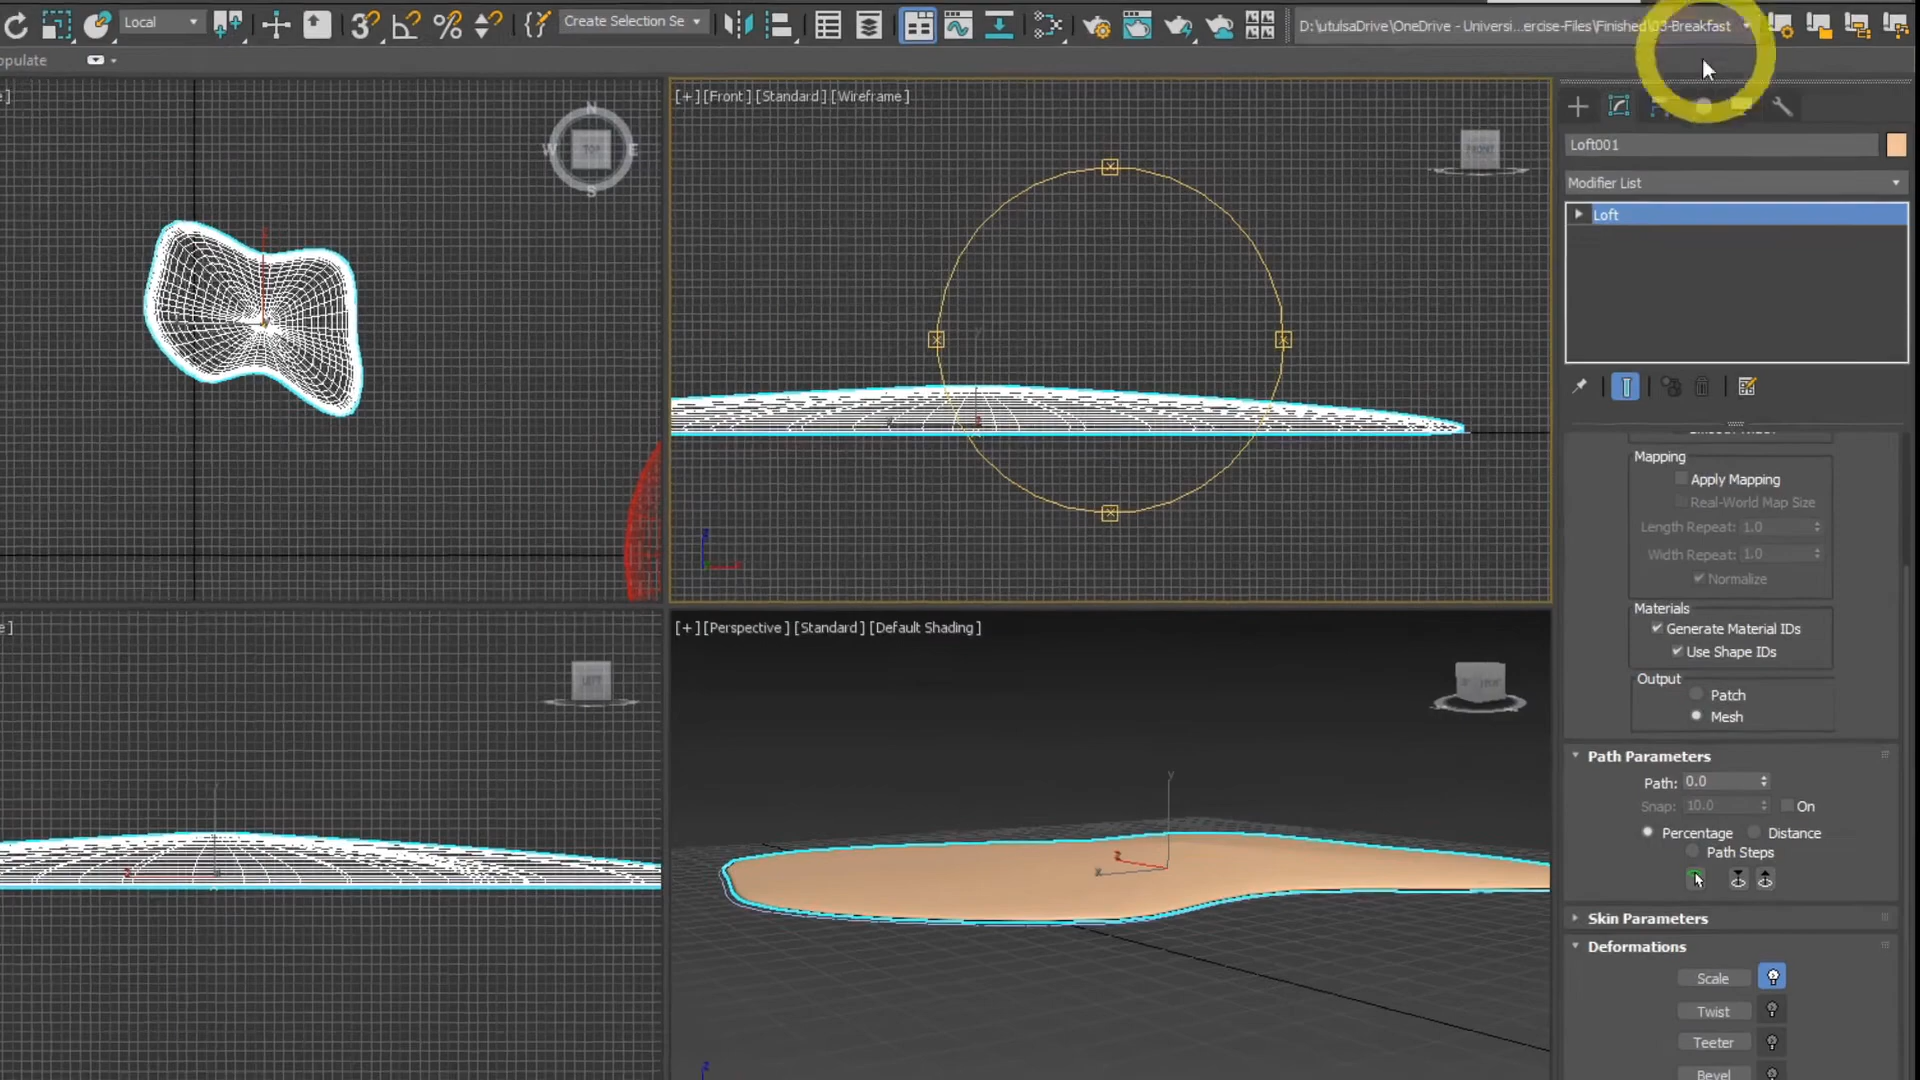 Local
Create Selection Se
D:\utulsaDrive\OneDrive - Universi...ercise-Files\Finished\03-Breakfast
opulate
]
[+] [Front] [Standard] [Wireframe]
N
W
TOP
E
S
FRONT
Loft001
Modifier List
Loft
Mapping
Apply Mapping
Real-World Map Size
Length Repeat: 1.0
Width Repeat: 1.0
Normalize
Materials
Generate Material IDs
Use Shape IDs
Output
Patch
Mesh
e]
[+] [Perspective] [Standard] [Default Shading]
LEFT
Path Parameters
Path: 0.0
Snap: 10.0 On
Percentage Distance
Path Steps
Skin Parameters
Deformations
Scale
Twist
Teeter
Bevel
y
x
z